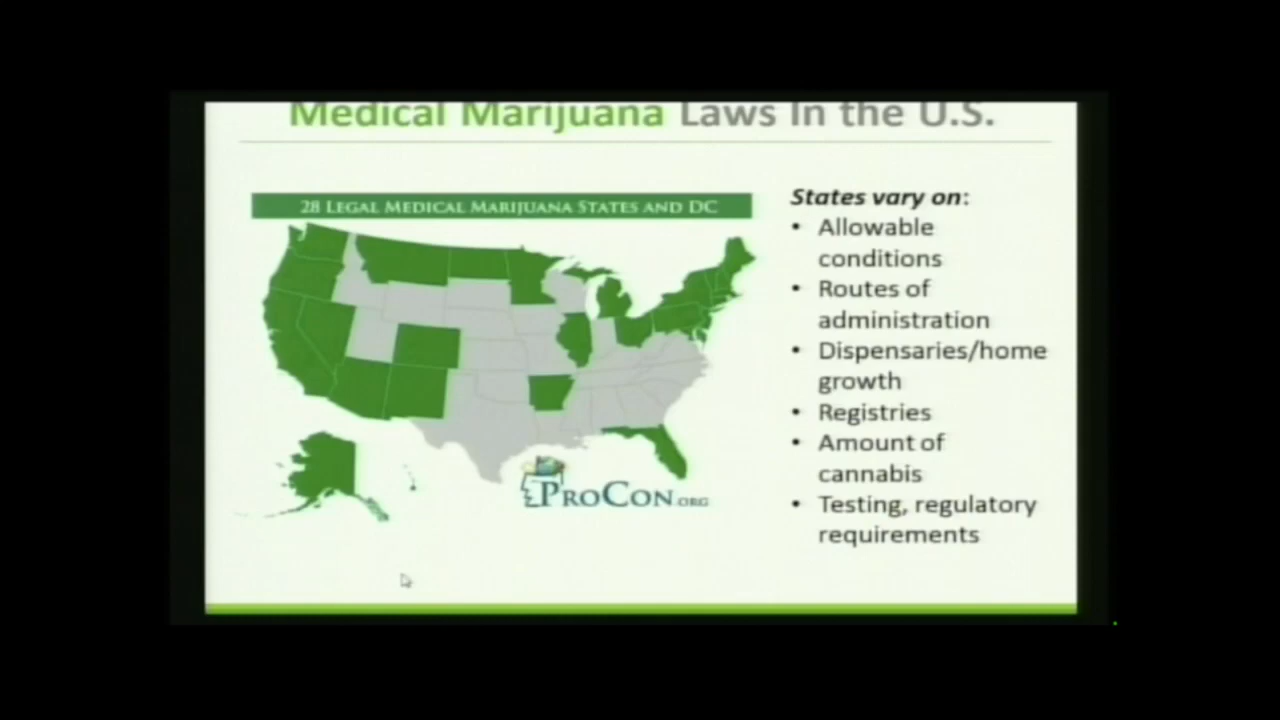 Medical Marijuana Laws In the U.S.
28 LEGAL MEDICAL MARIJUANA STATES AND DC
States vary on:
• Allowable
conditions
• Routes of
administration
• Dispensaries/home
growth
• Registries
• Amount of
cannabis
• Testing, regulatory
requirements
PROCON.ORG